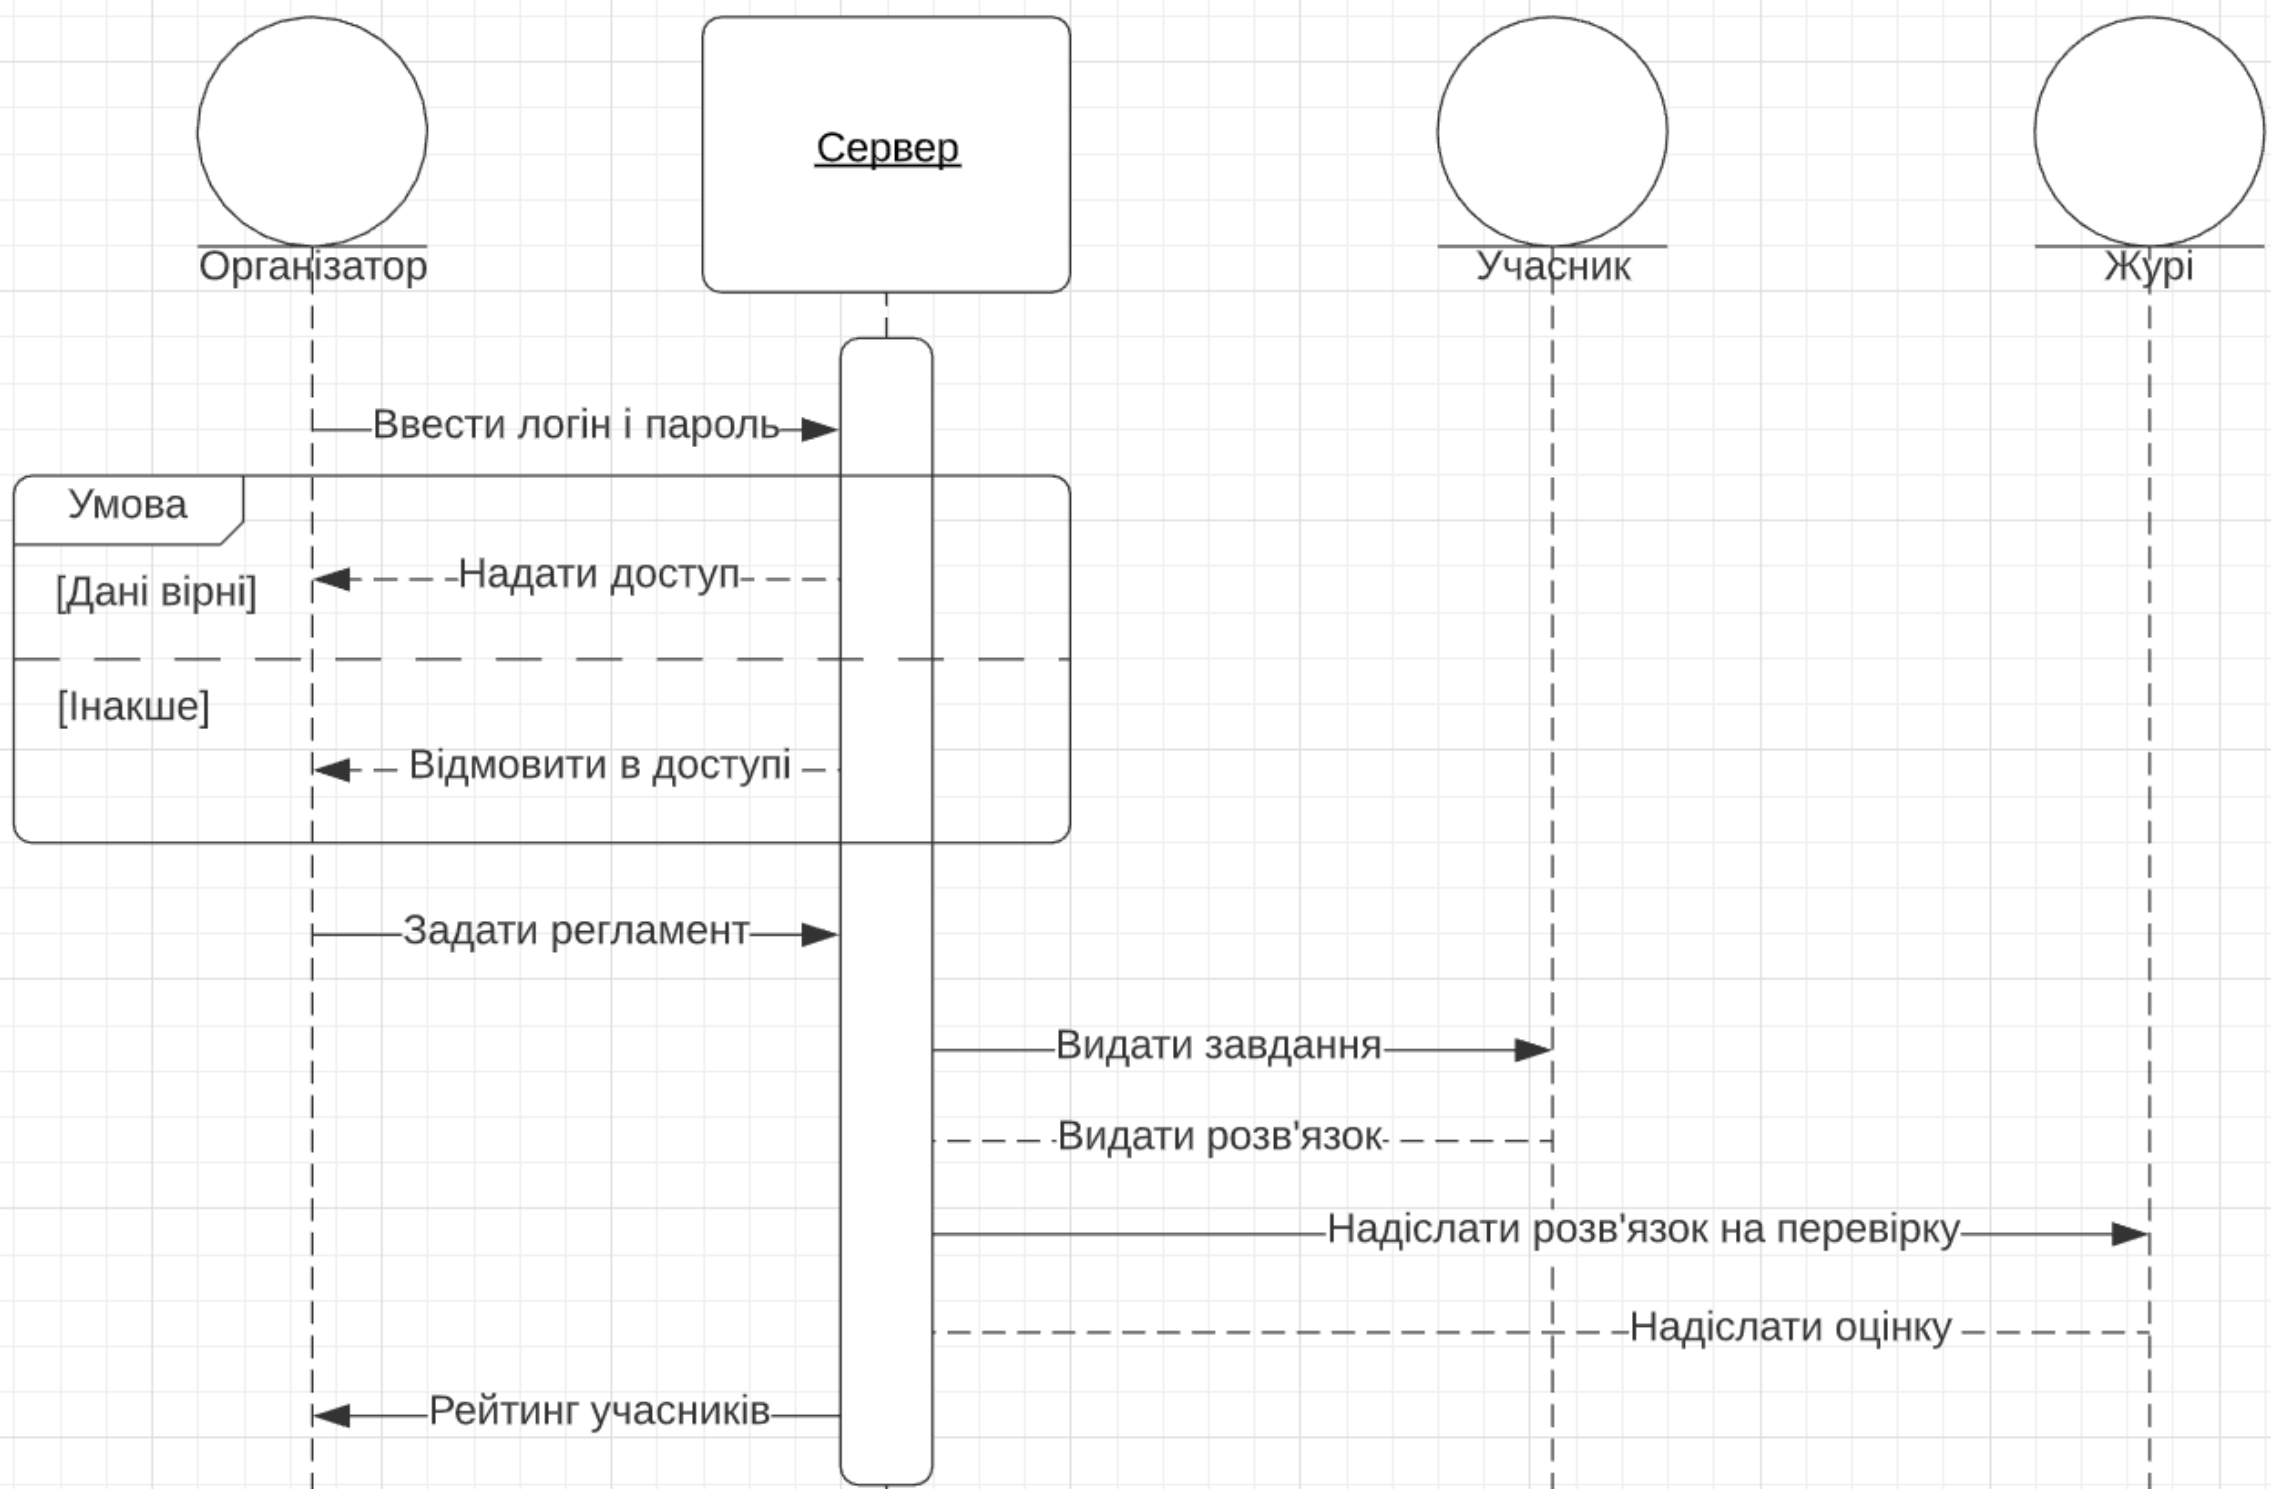 Сервер
Організатор
Учасник
Журі
Ввести логін і пароль
Умова
[Дані вірні]
Надати доступ
[Інакше]
Відмовити в доступі
Задати регламент
Видати завдання
Видати розв'язок
Надіслати розв'язок на перевірку
Надіслати оцінку
Рейтинг учасників